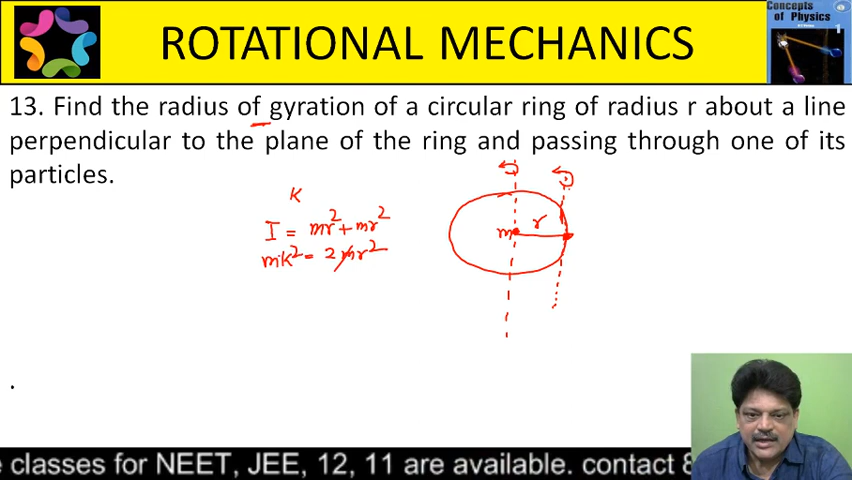 ROTATIONAL MECHANICS
Concepts
of Physics
1
13. Find the radius of gyration of a circular ring of radius r about a line
perpendicular to the plane of the ring and passing through one of its
particles.
K
I = mr² + mr²
mk² = 2mr²
r
m
.
e classes for NEET, JEE, 12, 11 are available. contact 8